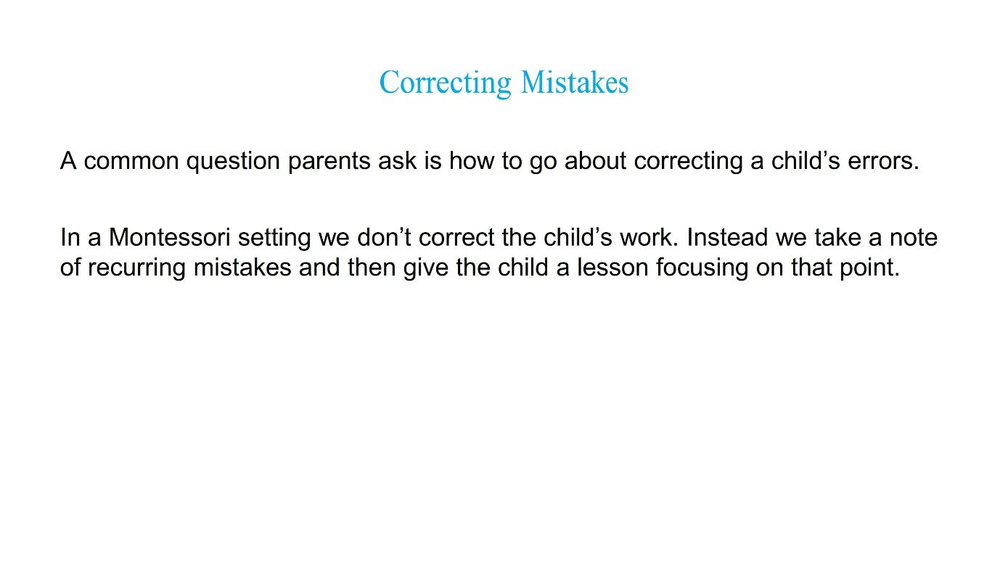 Correcting Mistakes
A common question parents ask is how to go about correcting a child’s errors.
In a Montessori setting we don’t correct the child’s work. Instead we take a note
of recurring mistakes and then give the child a lesson focusing on that point.